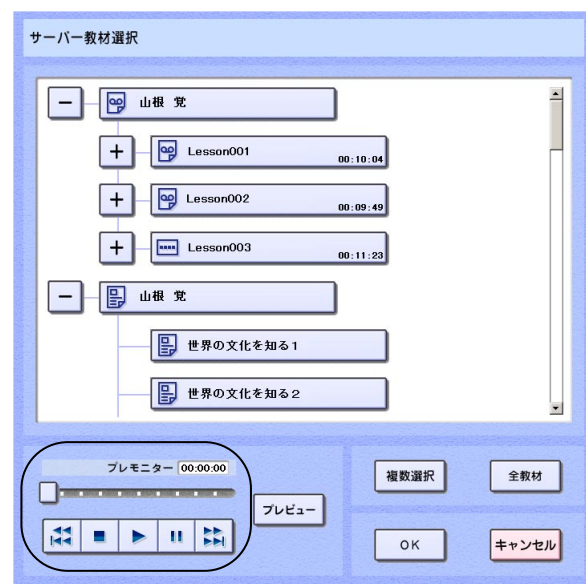 サーバー教材選択
山根 覚
Lesson001
00:10:04
Lesson002
00:09:49
Lesson003
00:11:23
山根 覚
世界の文化を知る1
世界の文化を知る2
プレモニター 00:00:00
プレビュー
複数選択
全教材
OK
キャンセル